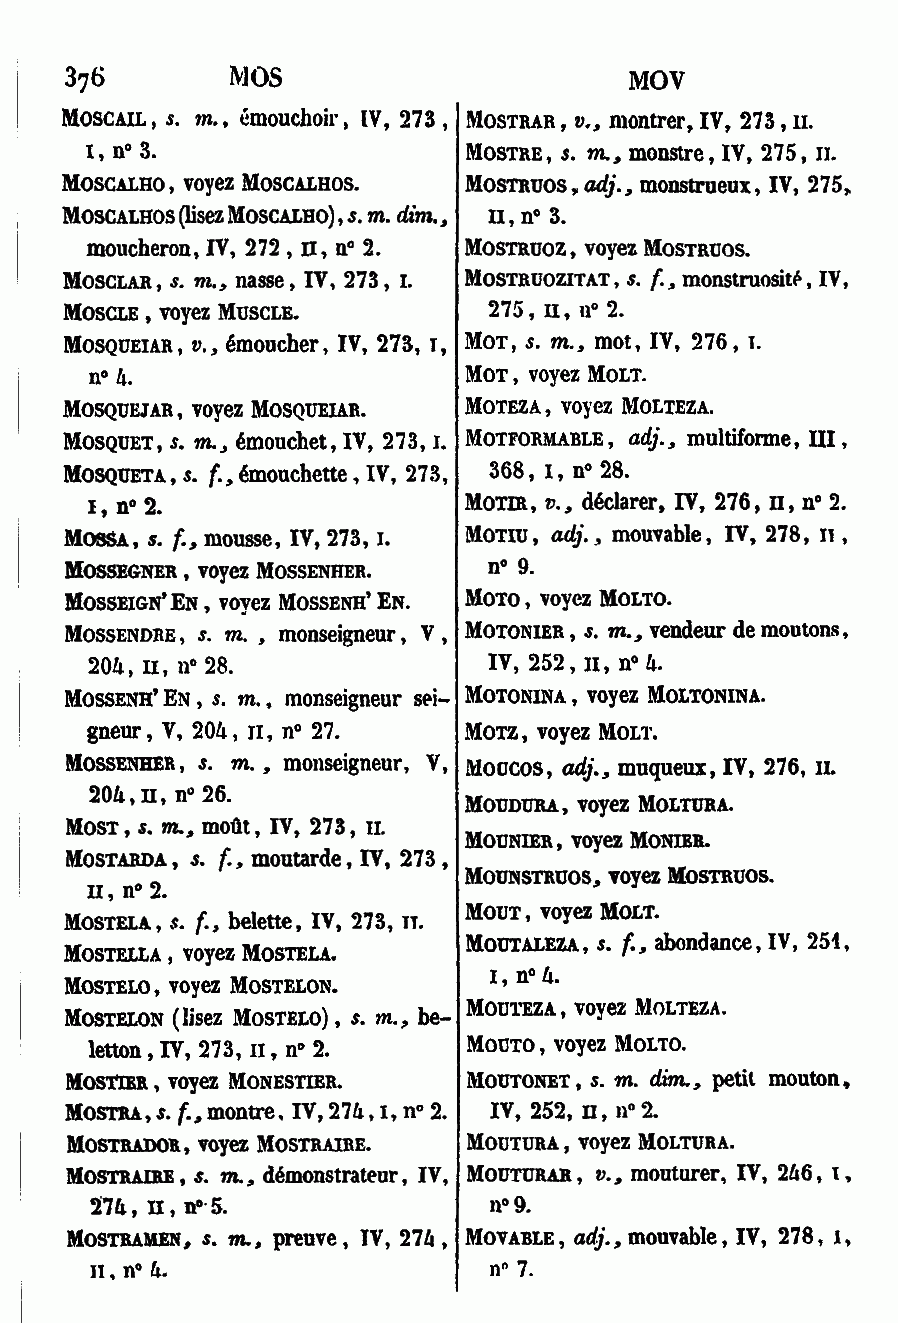 376 MOS
MOV
MOSCAIL, s. m., émouchoir, IV, 273,
I, n° 3.
MOSCALHO, voyez MOSCALHOS.
MOSCALHOS (lisez MOSCALHO), s. m. dim.,
moucheron, IV, 272, II, n° 2.
MOSCLAR, s. m., nasse, IV, 273, I.
MOSCLE, voyez MUSCLE.
MOSQUEIAR, v., émoucher, IV, 273, I,
n° 4.
MOSQUEJAR, voyez MOSQUEIAR.
MOSQUET, s. m., émouchet, IV, 273, I.
MOSQUETA, s. f., émouchette, IV, 273,
I, n° 2.
MOSSA, s. f., mousse, IV, 273, I.
MOSSEGNER, voyez MOSSENHER.
MOSSEIGN' EN, voyez MOSSENH' EN.
MOSSENDRE, s. m., monseigneur, V,
204, II, n° 28.
MOSSENH' EN, s. m., monseigneur sei-
gneur, V, 204, II, n° 27.
MOSSENHER, s. m., monseigneur, V,
204, II, n° 26.
MOST, s. m., moût, IV, 273, II.
MOSTARDA, s. f., moutarde, IV, 273,
II, n° 2.
MOSTELA, s. f., belette, IV, 273, II.
MOSTELLA, voyez MOSTELA.
MOSTELO, voyez MOSTELON.
MOSTELON (lisez MOSTELO), s. m., be-
letton, IV, 273, II, n° 2.
MOSTIER, voyez MONESTIER.
MOSTRA, s. f., montre, IV, 274, I, n° 2.
MOSTRADOR, voyez MOSTRAIRE.
MOSTRAIRE, s. m., démonstrateur, IV,
274, II, n° 5.
MOSTRAMEN, s. m., preuve, IV, 274,
II, n° 4.
MOSTRAR, v., montrer, IV, 273, II.
MOSTRE, s. m., monstre, IV, 275, II.
MOSTRUOS, adj., monstrueux, IV, 275,
II, n° 3.
MOSTRUOZ, voyez MOSTRUOS.
MOSTRUOZITAT, s. f., monstruosité, IV,
275, II, n° 2.
MOT, s. m., mot, IV, 276, I.
MOT, voyez MOLT.
MOTEZA, voyez MOLTEZA.
MOTFORMABLE, adj., multiforme, III,
368, I, n° 28.
MOTIR, v., déclarer, IV, 276, II, n° 2.
MOTIU, adj., mouvable, IV, 278, II,
n° 9.
MOTO, voyez MOLTO.
MOTONIER, s. m., vendeur de moutons,
IV, 252, II, n° 4.
MOTONINA, voyez MOLTONINA.
MOTZ, voyez MOLT.
MOUCOS, adj., muqueux, IV, 276, II.
MOUDURA, voyez MOLTURA.
MOUNIER, voyez MONIER.
MOUNSTRUOS, voyez MOSTRUOS.
MOUT, voyez MOLT.
MOUTALEZA, s. f., abondance, IV, 251,
I, n° 4.
MOUTEZA, voyez MOLTEZA.
MOUTO, voyez MOLTO.
MOUTONET, s. m. dim., petit mouton,
IV, 252, II, n° 2.
MOUTURA, voyez MOLTURA.
MOUTURAR, v., mouturer, IV, 246, I,
n° 9.
MOVABLE, adj., mouvable, IV, 278, I,
n° 7.